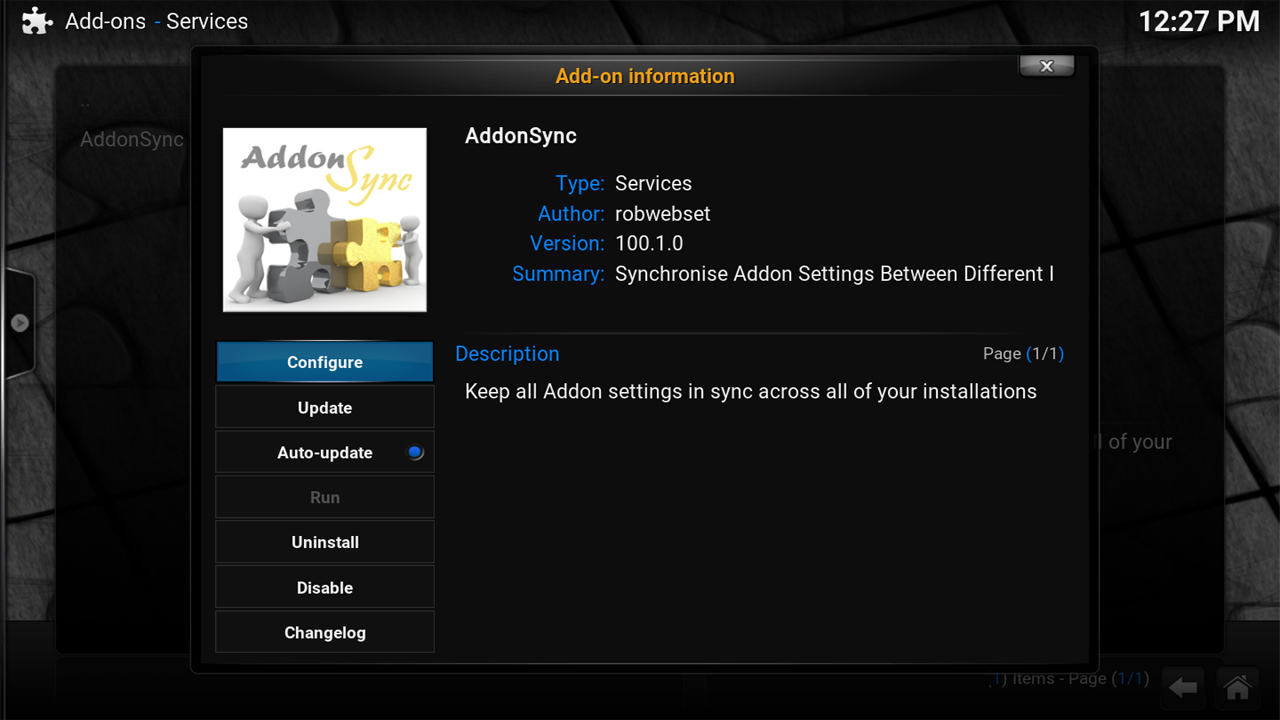 Add-ons - Services
12:27 PM
Add-on information
..
AddonSync
Addon
Sync
AddonSync
Type: Services
Author: robwebset
Version: 100.1.0
Summary: Synchronise Addon Settings Between Different I
Configure
Update
Auto-update
Run
Uninstall
Disable
Changelog
Description
Page (1/1)
Keep all Addon settings in sync across all of your installations
of your
1) Items - Page (1/1)